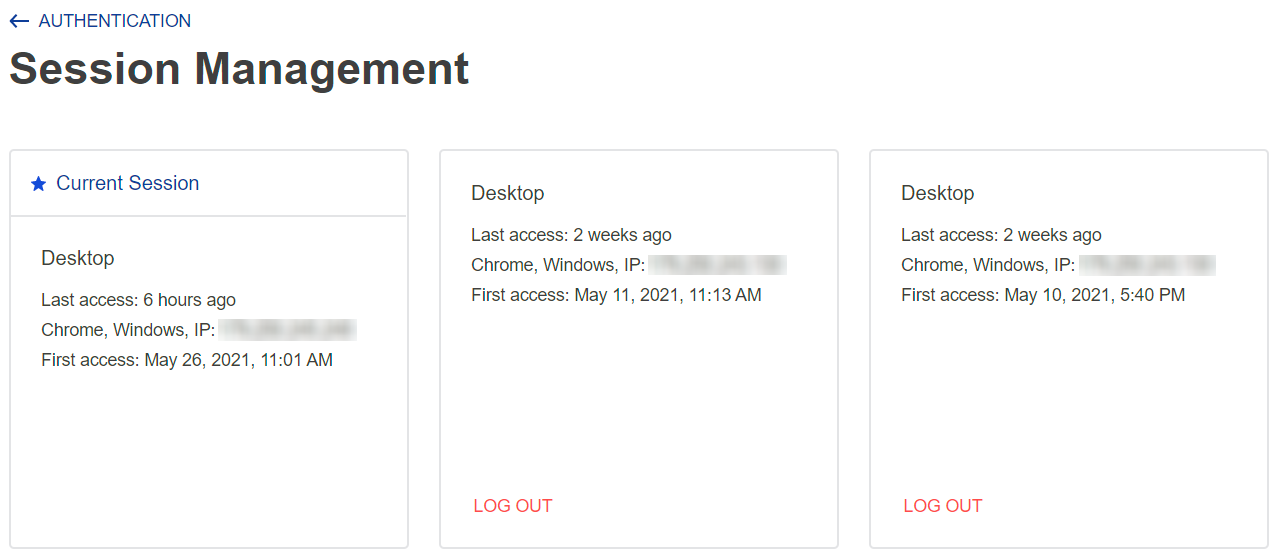 AUTHENTICATION
Session Management
Current Session
Desktop
Last access: 6 hours ago
Chrome, Windows, IP:
First access: May 26, 2021, 11:01 AM
Desktop
Last access: 2 weeks ago
Chrome, Windows, IP:
First access: May 11, 2021, 11:13 AM
LOG OUT
Desktop
Last access: 2 weeks ago
Chrome, Windows, IP:
First access: May 10, 2021, 5:40 PM
LOG OUT